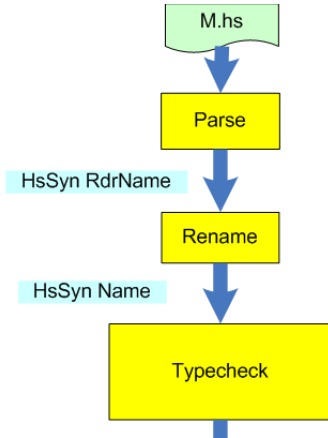 M.hs
Parse
HsSyn RdrName
Rename
HsSyn Name
Typecheck